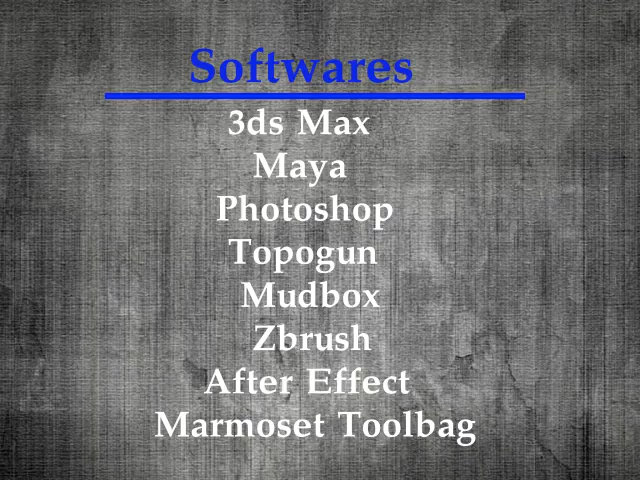 Softwares
3ds Max
Maya
Photoshop
Topogun
Mudbox
Zbrush
After Effect
Marmoset Toolbag